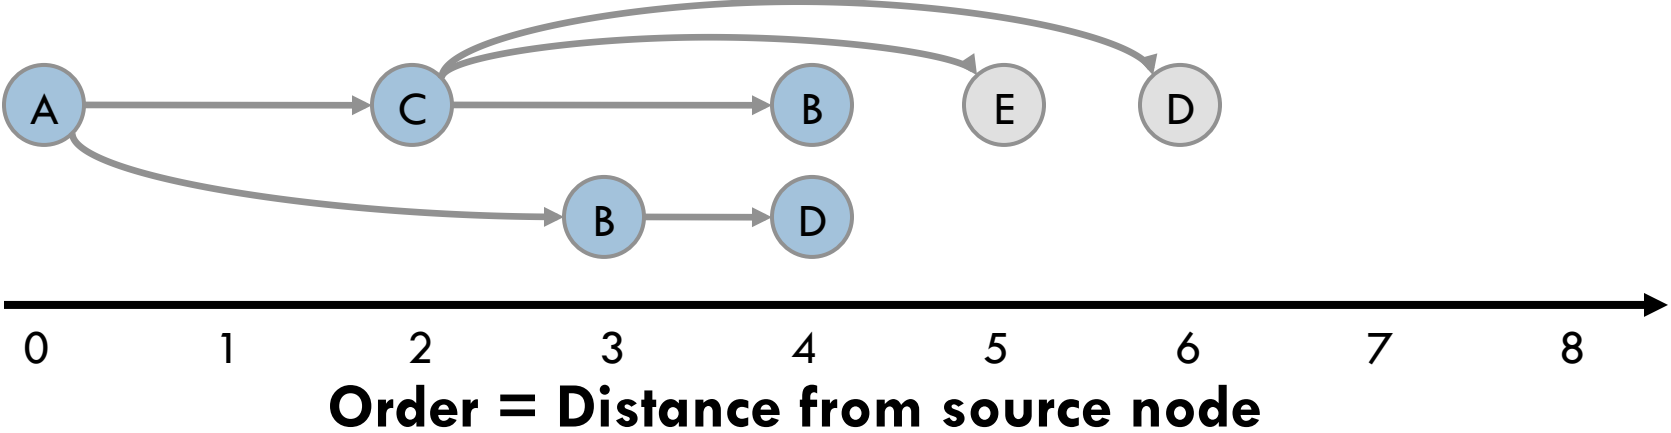 A C B E D
B D
0 1 2 3 4 5 6 7 8
Order = Distance from source node